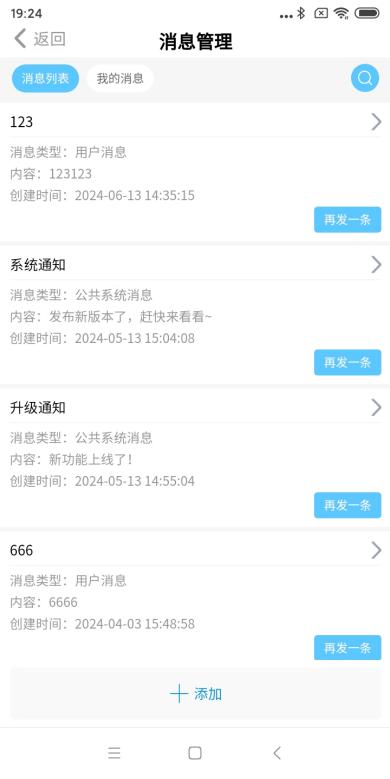 19:24
返回
消息管理
消息列表
我的消息
123
消息类型：用户消息
内容：123123
创建时间：2024-06-13 14:35:15
再发一条
系统通知
消息类型：公共系统消息
内容：发布新版本了，赶快来看看~
创建时间：2024-05-13 15:04:08
再发一条
升级通知
消息类型：公共系统消息
内容：新功能上线了！
创建时间：2024-05-13 14:55:04
再发一条
666
消息类型：用户消息
内容：6666
创建时间：2024-04-03 15:48:58
再发一条
添加